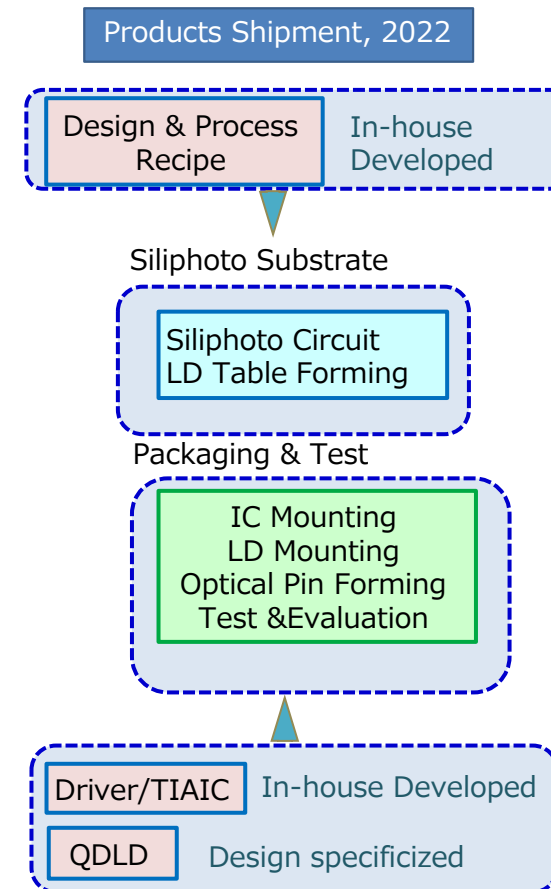 Products Shipment, 2022
Design & Process
Recipe
In-house
Developed
Siliphoto Substrate
Siliphoto Circuit
LD Table Forming
Packaging & Test
IC Mounting
LD Mounting
Optical Pin Forming
Test &Evaluation
Driver/TIAIC
In-house Developed
QDLD
Design specificized